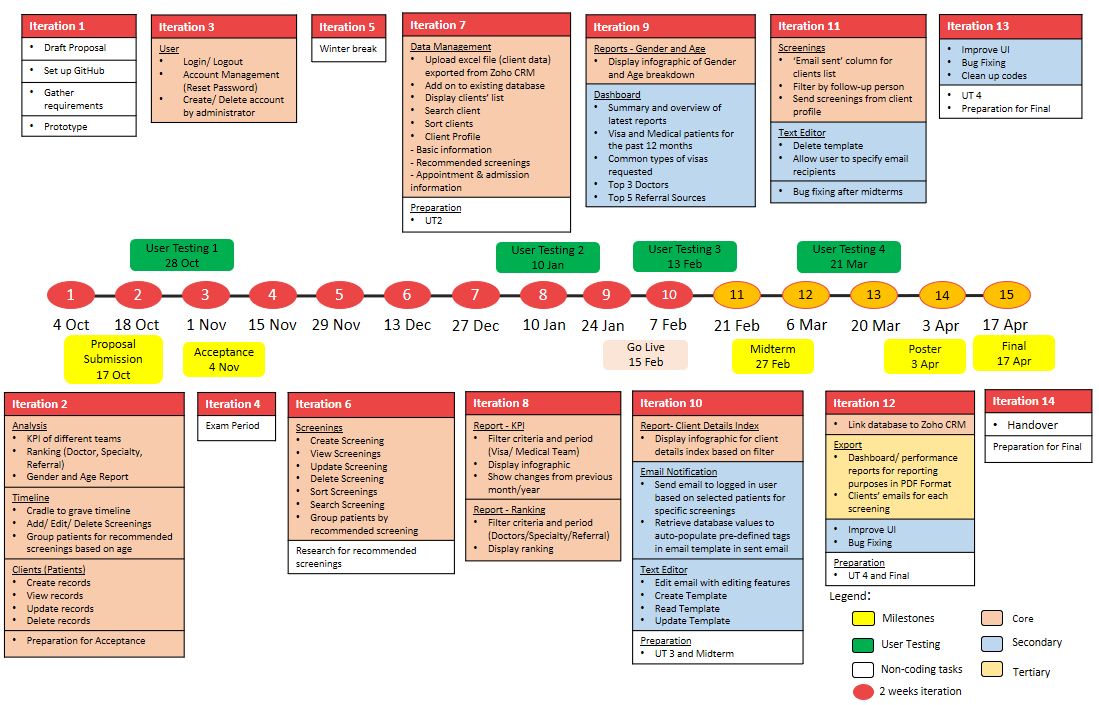 Iteration 1
• Draft Proposal
• Set up GitHub
• Gather
requirements
• Prototype
Iteration 3
User
• Login/ Logout
• Account Management
(Reset Password)
• Create/ Delete account
by administrator
Iteration 5
Winter break
Iteration 7
Data Management
• Upload excel file (client data)
exported from Zoho CRM
• Add on to existing database
• Display clients’ list
• Search client
• Sort clients
• Client Profile
- Basic information
- Recommended screenings
- Appointment & admission
information
Preparation
• UT2
Iteration 9
Reports - Gender and Age
• Display infographic of Gender
and Age breakdown
Dashboard
• Summary and overview of
latest reports
• Visa and Medical patients for
the past 12 months
• Common types of visas
requested
• Top 3 Doctors
• Top 5 Referral Sources
Iteration 11
Screenings
• ‘Email sent’ column for
clients list
• Filter by follow-up person
• Send screenings from client
profile
Text Editor
• Delete template
• Allow user to specify email
recipients
• Bug fixing after midterms
Iteration 13
• Improve UI
• Bug Fixing
• Clean up codes
• UT 4
• Preparation for Final
User Testing 1
28 Oct
User Testing 2
10 Jan
User Testing 3
13 Feb
User Testing 4
21 Mar
1 2 3 4 5 6 7 8 9 10 11 12 13 14 15
4 Oct 18 Oct 1 Nov 15 Nov 29 Nov 13 Dec 27 Dec 10 Jan 24 Jan 7 Feb 21 Feb 6 Mar 20 Mar 3 Apr 17 Apr
Proposal
Submission
17 Oct
Acceptance
4 Nov
Go Live
15 Feb
Midterm
27 Feb
Poster
3 Apr
Final
17 Apr
Iteration 2
Analysis
• KPI of different teams
• Ranking (Doctor, Specialty,
Referral)
• Gender and Age Report
Timeline
• Cradle to grave timeline
• Add/ Edit/ Delete Screenings
• Group patients for recommended
screenings based on age
Clients (Patients)
• Create records
• View records
• Update records
• Delete records
• Preparation for Acceptance
Iteration 4
Exam Period
Iteration 6
Screenings
• Create Screening
• View Screenings
• Update Screening
• Delete Screening
• Sort Screenings
• Search Screening
• Group patients by
recommended screening
Research for recommended
screenings
Iteration 8
Report - KPI
• Filter criteria and period
(Visa/ Medical Team)
• Display infographic
• Show changes from previous
month/year
Report - Ranking
• Filter criteria and period
(Doctors/Specialty/Referral)
• Display ranking
Iteration 10
Report- Client Details Index
• Display infographic for client
details index based on filter
Email Notification
• Send email to logged in user
based on selected patients for
specific screenings
• Retrieve database values to
auto-populate pre-defined tags
in email template in sent email
Text Editor
• Edit email with editing features
• Create Template
• Read Template
• Update Template
Preparation
• UT 3 and Midterm
Iteration 12
• Link database to Zoho CRM
Export
• Dashboard/ performance
reports for reporting
purposes in PDF Format
• Clients’ emails for each
screening
• Improve UI
• Bug Fixing
Preparation
• UT 4 and Final
Iteration 14
• Handover
Preparation for Final
Legend:
Milestones
User Testing
Non-coding tasks
2 weeks iteration
Core
Secondary
Tertiary